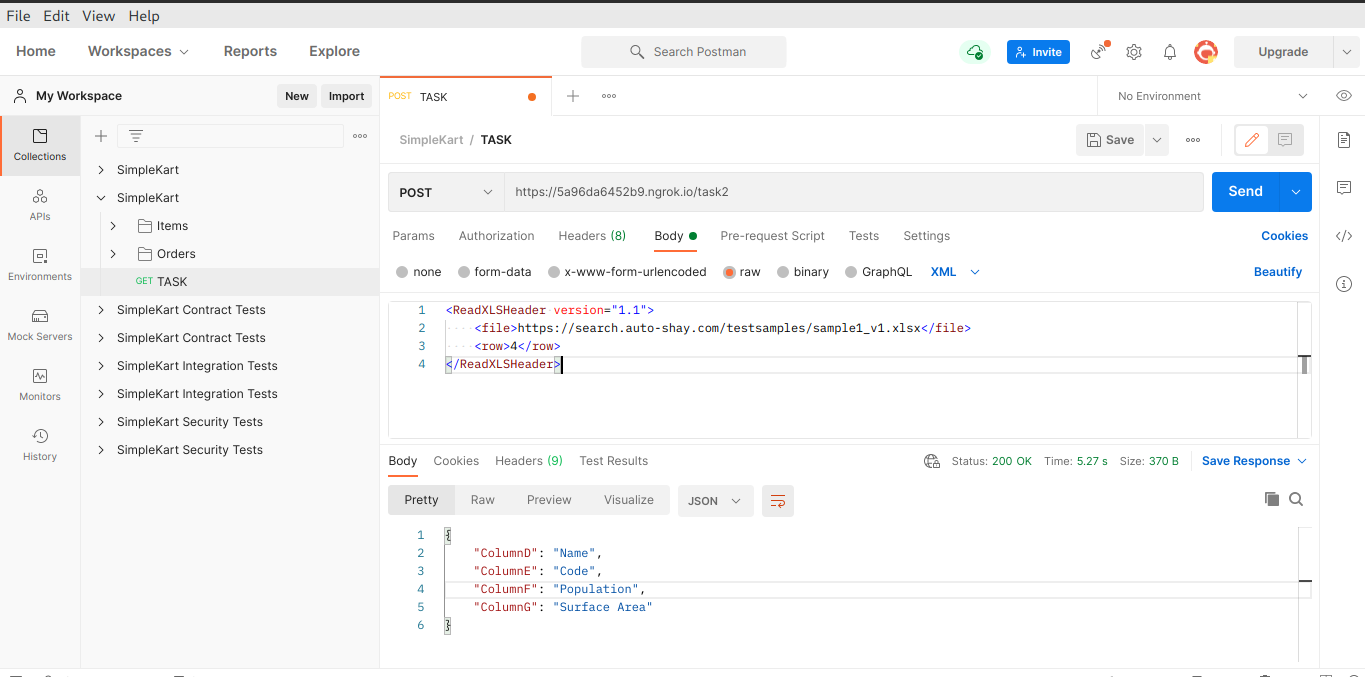 File Edit View Help
Home Workspaces Reports Explore Search Postman Invite Upgrade
My Workspace New Import POST TASK No Environment
Collections
APIs
Environments
Mock Servers
Monitors
History
SimpleKart
SimpleKart
Items
Orders
GET TASK
SimpleKart Contract Tests
SimpleKart Contract Tests
SimpleKart Integration Tests
SimpleKart Integration Tests
SimpleKart Security Tests
SimpleKart Security Tests
SimpleKart / TASK Save
POST https://5a96da6452b9.ngrok.io/task2 Send
Params Authorization Headers (8) Body Pre-request Script Tests Settings Cookies
none form-data x-www-form-urlencoded raw binary GraphQL XML Beautify
1 <ReadXLSHeader version="1.1">
2 <file>https://search.auto-shay.com/testsamples/sample1_v1.xlsx</file>
3 <row>4</row>
4 </ReadXLSHeader>
Body Cookies Headers (9) Test Results Status: 200 OK Time: 5.27 s Size: 370 B Save Response
Pretty Raw Preview Visualize JSON
1 {
2 "ColumnD": "Name",
3 "ColumnE": "Code",
4 "ColumnF": "Population",
5 "ColumnG": "Surface Area"
6 }